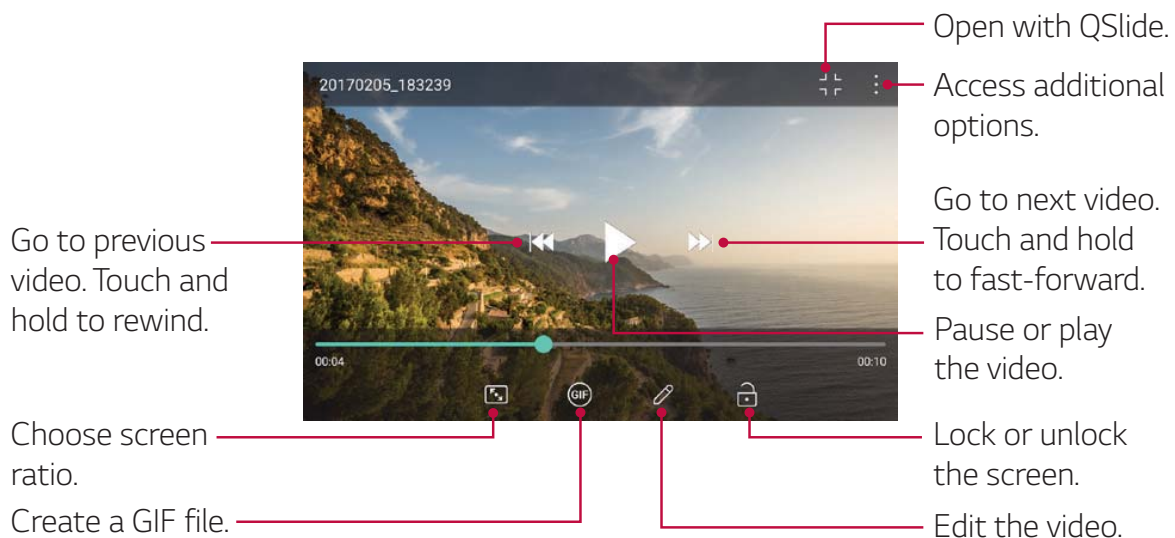 Open with QSlide.
20170205_183239
Access additional
options.
Go to next video.
Touch and hold
to fast-forward.
Go to previous
video. Touch and
hold to rewind.
Pause or play
the video.
00:04
00:10
GIF
Choose screen
ratio.
Lock or unlock
the screen.
Create a GIF file.
Edit the video.